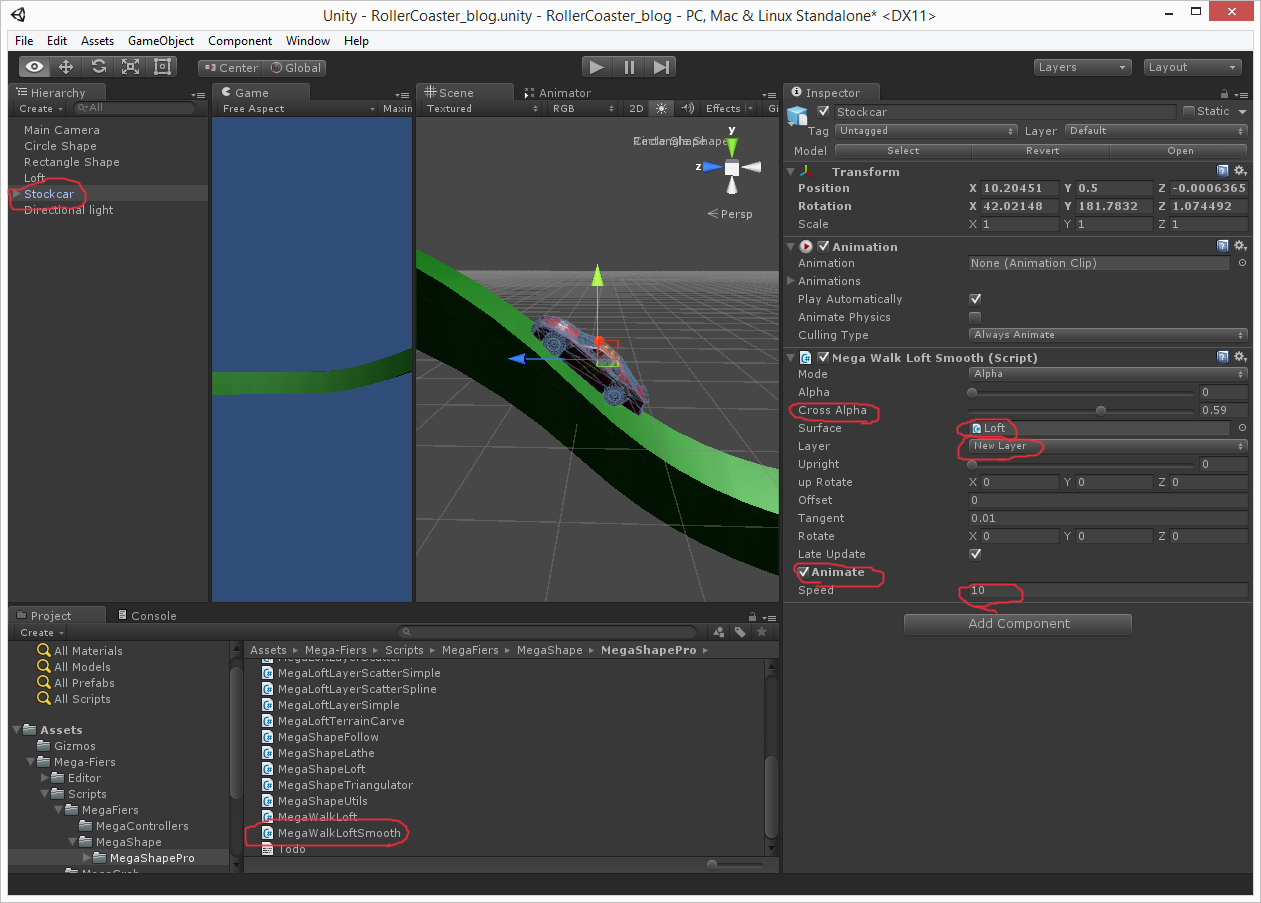 Unity - RollerCoaster_blog.unity - RollerCoaster_blog - PC, Mac & Linux Standalone* <DX11>
File Edit Assets GameObject Component Window Help
Center Global Layers Layout
Hierarchy
Create All
Main Camera
Circle Shape
Rectangle Shape
Loft
Stockcar
Directional light
Game
Free Aspect Maxin
Scene Animator
Textured RGB 2D Effects Gi
Rectangle Shape
Circle Shape
y
z
Persp
Inspector
Stockcar Static
Tag Untagged Layer Default
Model Select Revert Open
Transform
Position X 10.20451 Y 0.5 Z -0.0006365
Rotation X 42.02148 Y 181.7832 Z 1.074492
Scale X 1 Y 1 Z 1
Animation
Animation None (Animation Clip)
Animations
Play Automatically
Animate Physics
Culling Type Always Animate
Mega Walk Loft Smooth (Script)
Mode Alpha
Alpha 0
Cross Alpha 0.59
Surface Loft
Layer New Layer
Upright 0
up Rotate X 0 Y 0 Z 0
Offset 0
Tangent 0.01
Rotate X 0 Y 0 Z 0
Late Update
Animate
Speed 10
Add Component
Project Console
Create
All Materials
All Models
All Prefabs
All Scripts
Assets
Gizmos
Mega-Fiers
Editor
Scripts
MegaFiers
MegaControllers
MegaShape
MegaShapePro
MegaGrab
Assets Mega-Fiers Scripts MegaFiers MegaShape MegaShapePro
MegaLoftLayerScatter
MegaLoftLayerScatterSimple
MegaLoftLayerScatterSpline
MegaLoftLayerSimple
MegaLoftTerrainCarve
MegaShapeFollow
MegaShapeLathe
MegaShapeLoft
MegaShapeTriangulator
MegaShapeUtils
MegaWalkLoft
MegaWalkLoftSmooth
Todo